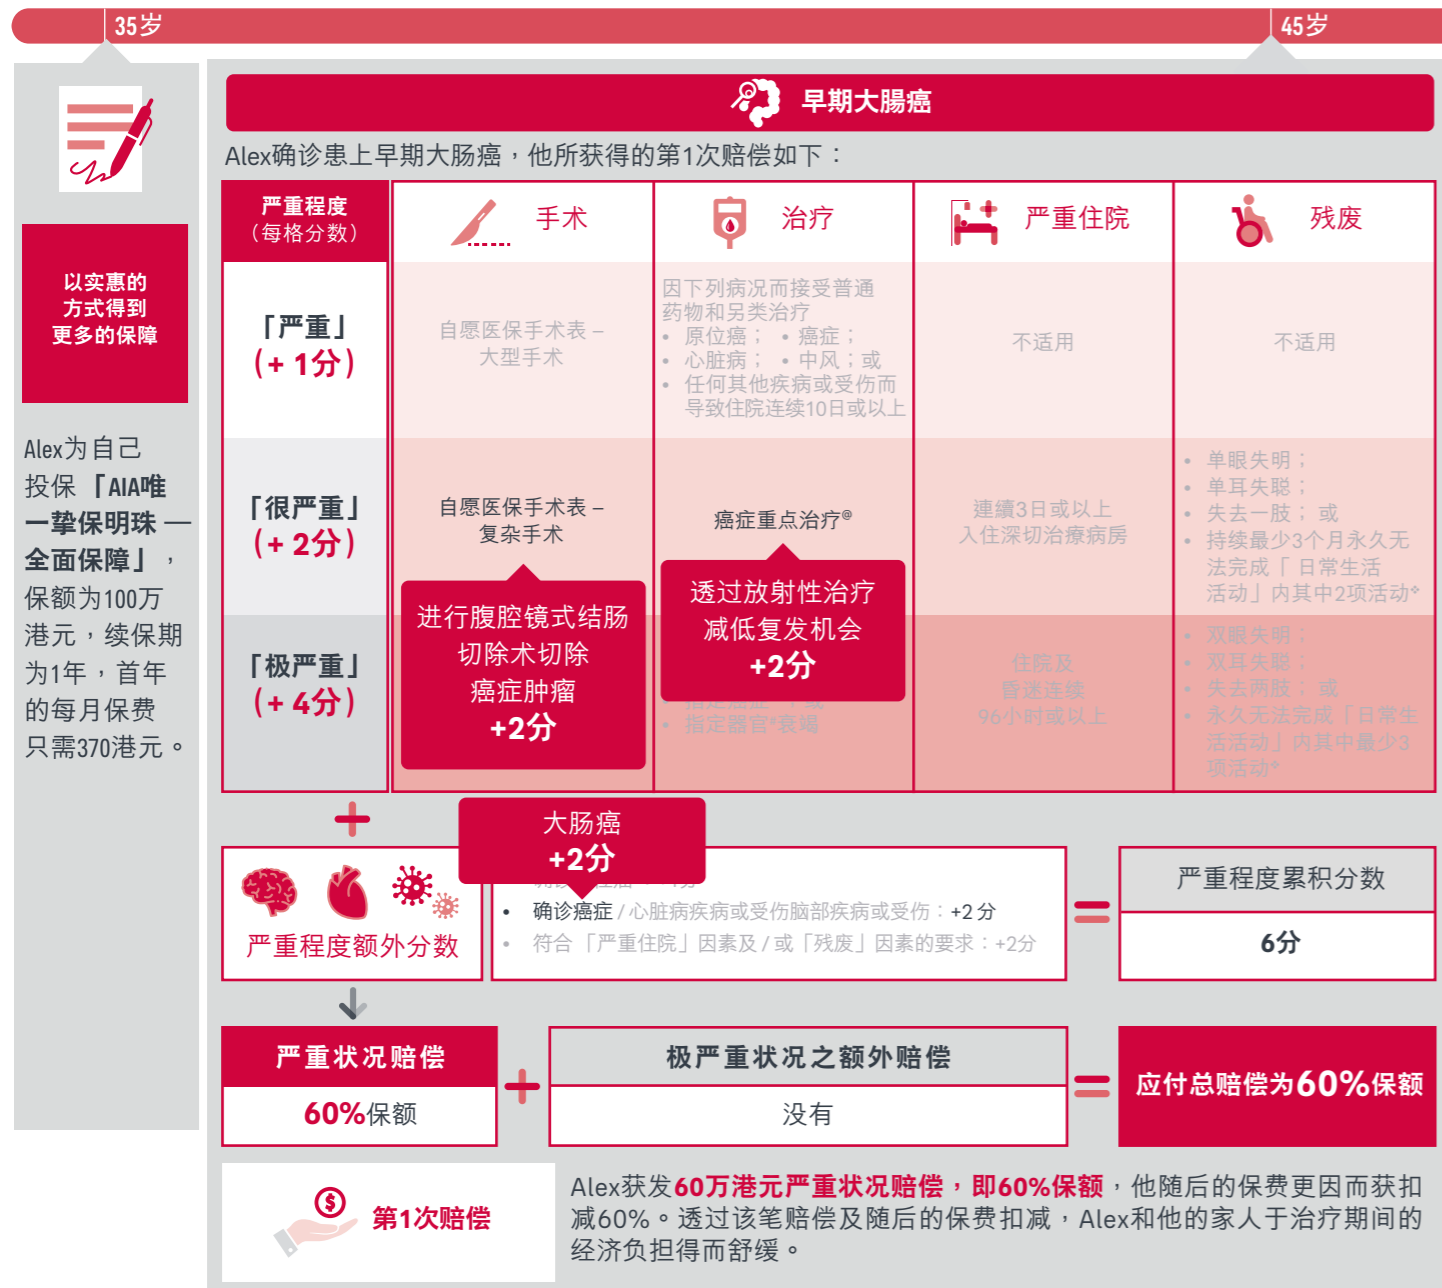 35岁
45岁
以实惠的
方式得到
更多的保障
Alex为自己
投保「AIA唯
一挚保明珠 —
全面保障」，
保额为100万
港元，续保期
为1年，首年
的每月保费
只需370港元。
早期大腸癌
Alex确诊患上早期大肠癌，他所获得的第1次赔偿如下：
严重程度
（每格分数）
手术
治疗
严重住院
残废
「严重」
(+ 1分)
自愿医保手术表 –
大型手术
因下列病况而接受普通
药物和另类治疗
• 原位癌； • 癌症；
• 心脏病； • 中风；或
• 任何其他疾病或受伤而
导致住院连续10日或以上
不适用
不适用
「很严重」
(+ 2分)
自愿医保手术表 –
复杂手术
癌症重点治疗®
連續3日或以上
入住深切治療病房
• 单眼失明；
• 单耳失聪；
• 失去一肢；或
• 持续最少3个月永久无
法完成「 日常生活
活动」内其中2项活动❖
进行腹腔镜式结肠
切除术切除
癌症肿瘤
+2分
透过放射性治疗
减低复发机会
+2分
「极严重」
(+ 4分)
• 指定器官#衰竭
住院及
昏迷连续
96小时或以上
• 双眼失明；
• 双耳失聪；
• 失去两肢；或
• 永久无法完成「日常生
活活动」内其中最少3
项活动❖
大肠癌
+2分
严重程度额外分数
• 确诊癌症 / 心脏病疾病或受伤脑部疾病或受伤：+2 分
• 符合「严重住院」因素及 / 或「残废」因素的要求：+2分
严重程度累积分数
6分
严重状况赔偿
60%保额
极严重状况之额外赔偿
没有
应付总赔偿为60%保额
第1次赔偿
Alex获发60万港元严重状况赔偿，即60%保额，他随后的保费更因而获扣
减60%。透过该笔赔偿及随后的保费扣减，Alex和他的家人于治疗期间的
经济负担得而舒缓。